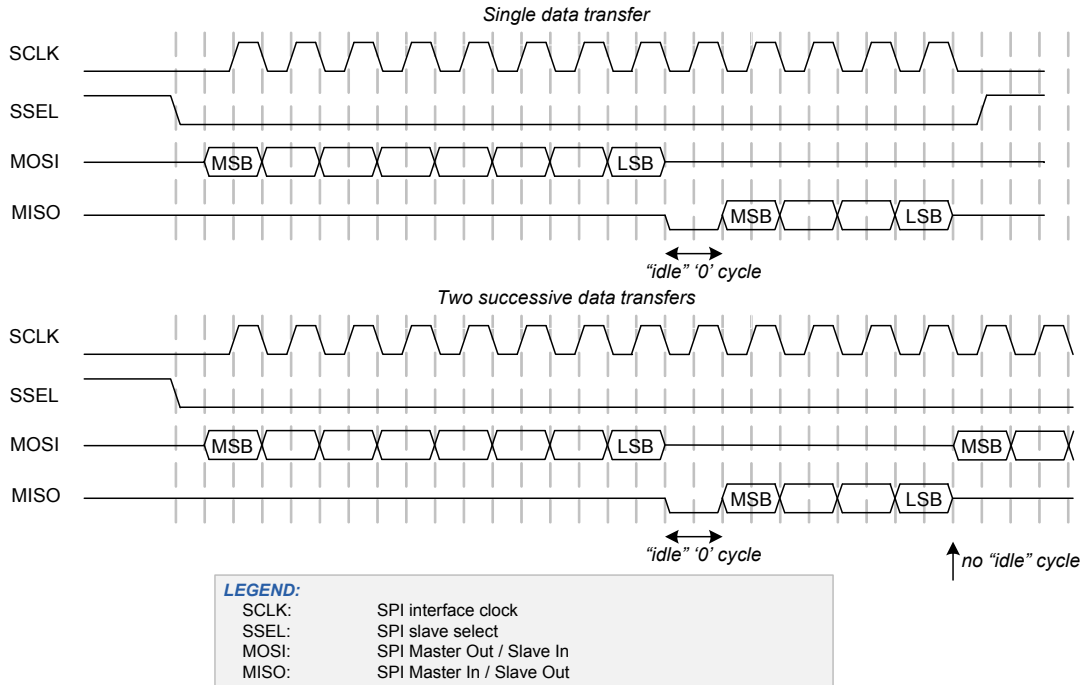 Single data transfer
SCLK
SSEL
MOSI MSB LSB
MISO MSB LSB
“idle” ‘0’ cycle
Two successive data transfers
SCLK
SSEL
MOSI MSB LSB MSB
MISO MSB LSB
“idle” ‘0’ cycle no “idle” cycle
LEGEND:
SCLK: SPI interface clock
SSEL: SPI slave select
MOSI: SPI Master Out / Slave In
MISO: SPI Master In / Slave Out